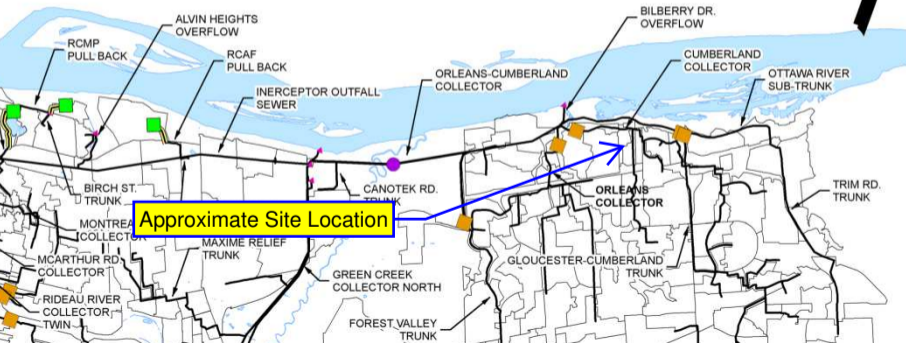 ALVIN HEIGHTS
OVERFLOW
BILBERRY DR.
OVERFLOW
RCMP
PULL BACK
RCAF
PULL BACK
CUMBERLAND
COLLECTOR
ORLEANS-CUMBERLAND
COLLECTOR
OTTAWA RIVER
SUB-TRUNK
INERCEPTOR OUTFALL
SEWER
BIRCH ST.
TRUNK
CANOTEK RD.
TRUNK
ORLEANS
COLLECTOR
TRIM RD.
TRUNK
Approximate Site Location
MONTREA
COLLECTO
MAXIME RELIEF
TRUNK
MCARTHUR RD
COLLECTOR
GLOUCESTER-CUMBERLAND
TRUNK
GREEN CREEK
COLLECTOR NORTH
RIDEAU RIVER
COLLECTOR
TWIN
FOREST VALLEY
TRUNK